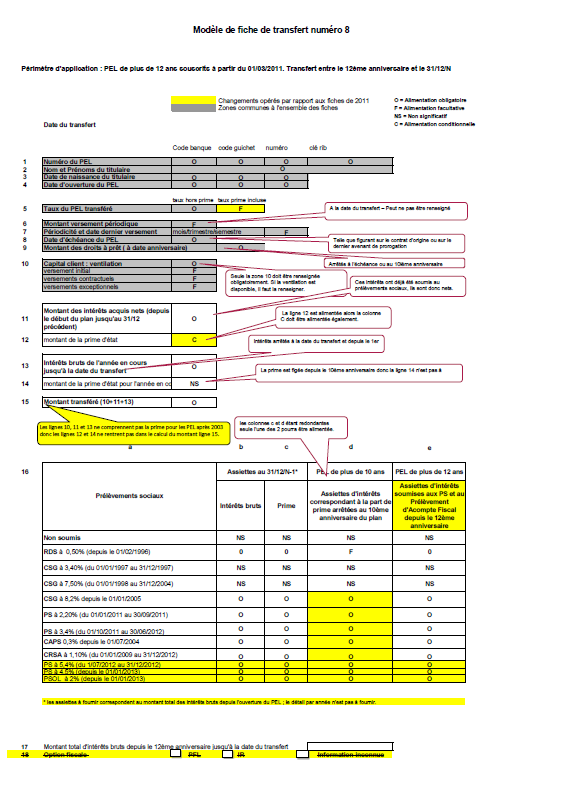 Modèle de fiche de transfert numéro 8
Périmètre d'application : PEL de plus de 12 ans souscrits à partir du 01/03/2011. Transfert entre le 12ème anniversaire et le 31/12/N
Changements opérés par rapport aux fiches de 2011
Zones communes à l'ensemble des fiches
O = Alimentation obligatoire
F = Alimentation facultative
NS = Non significatif
C = Alimentation conditionnelle
Date du transfert
Code banque code guichet numéro clé rib
1 Numéro du PEL O O O O
2 Nom et Prénoms du titulaire O
3 Date de naissance du titulaire O O O
4 Date d'ouverture du PEL O O O
taux hors prime taux prime incluse
5 Taux du PEL transféré O F
A la date du transfert – Peut ne pas être renseigné
6 Montant versement périodique F
7 Périodicité et date dernier versement mois/trimestre/semestre F
8 Date d'échéance du PEL O O O
9 Montant des droits à prêt ( à date anniversaire) O
Telle que figurant sur le contrat d'origine ou sur le
dernier avenant de prorogation
Arrêtés à l'échéance ou au 10ème anniversaire
10 Capital client : ventilation O
versement initial F
versements contractuels F
versements exceptionnels F
Seule la zone 10 doit être renseignée
obligatoirement. Si la ventilation est
disponible, il faut la renseigner.
Ces intérêts ont déjà été soumis au
prélèvements sociaux, ils sont donc nets.
11 Montant des intérêts acquis nets (depuis
le début du plan jusqu'au 31/12
précédent) O
La ligne 12 est alimentée alors la colonne
C doit être alimentée également.
12 montant de la prime d'état C
Intérêts arrêtés à la date du transfert et depuis le 1er
13 Intérêts bruts de l'année en cours
jusqu'à la date du transfert O
La prime est figée depuis le 10ème anniversaire donc la ligne 14 n'est pas à
14 montant de la prime d'état pour l'année en co NS
15 Montant transféré (10+11+13) O
Les lignes 10, 11 et 13 ne comprennent pas la prime pour les PEL après 2003
donc les lignes 12 et 14 ne rentrent pas dans le calcul du montant ligne 15.
les colonnes c et d étant redondantes
seule l'une des 2 pourra être alimentée.
a b c d e
16 Prélèvements sociaux
Assiettes au 31/12/N-1* PEL de plus de 10 ans PEL de plus de 12 ans
Intérêts bruts Prime
Assiettes d'intérêts
correspondant à la part de
prime arrêtées au 10ème
anniversaire du plan
Assiettes d'intérêts
soumises aux PS et au
Prélèvement
d'Acompte Fiscal
depuis le 12ème
anniversaire
Non soumis NS NS NS NS
RDS à 0,50% (depuis le 01/02/1996) 0 0 F 0
CSG à 3,40% (du 01/01/1997 au 31/12/1997) NS NS NS NS
CSG à 7,50% (du 01/01/1998 au 31/12/2004) NS NS NS NS
CSG à 8,2% depuis le 01/01/2005 O O O O
PS à 2,20% (du 01/01/2011 au 30/09/2011) O O O O
PS à 3,4% (du 01/10/2011 au 30/06/2012) O O O O
CAPS 0,3% depuis le 01/07/2004 O O O O
CRSA à 1,10% (du 01/01/2009 au 31/12/2012) O O O O
PS à 5,4% (du 1/07/2012 au 31/12/2012) O O O O
PS à 4,5% (depuis le 01/01/2013) O O O O
PSOL à 2% (depuis le 01/01/2013) O O O O
* les assiettes à fournir correspondent au montant total des intérêts bruts depuis l'ouverture du PEL ; le détail par année n'est pas à fournir.
17 Montant total d'intérêt bruts depuis le 12ème anniversaire jusqu'à la date du transfert
18 Option fiscale PFL IR Information inconnue